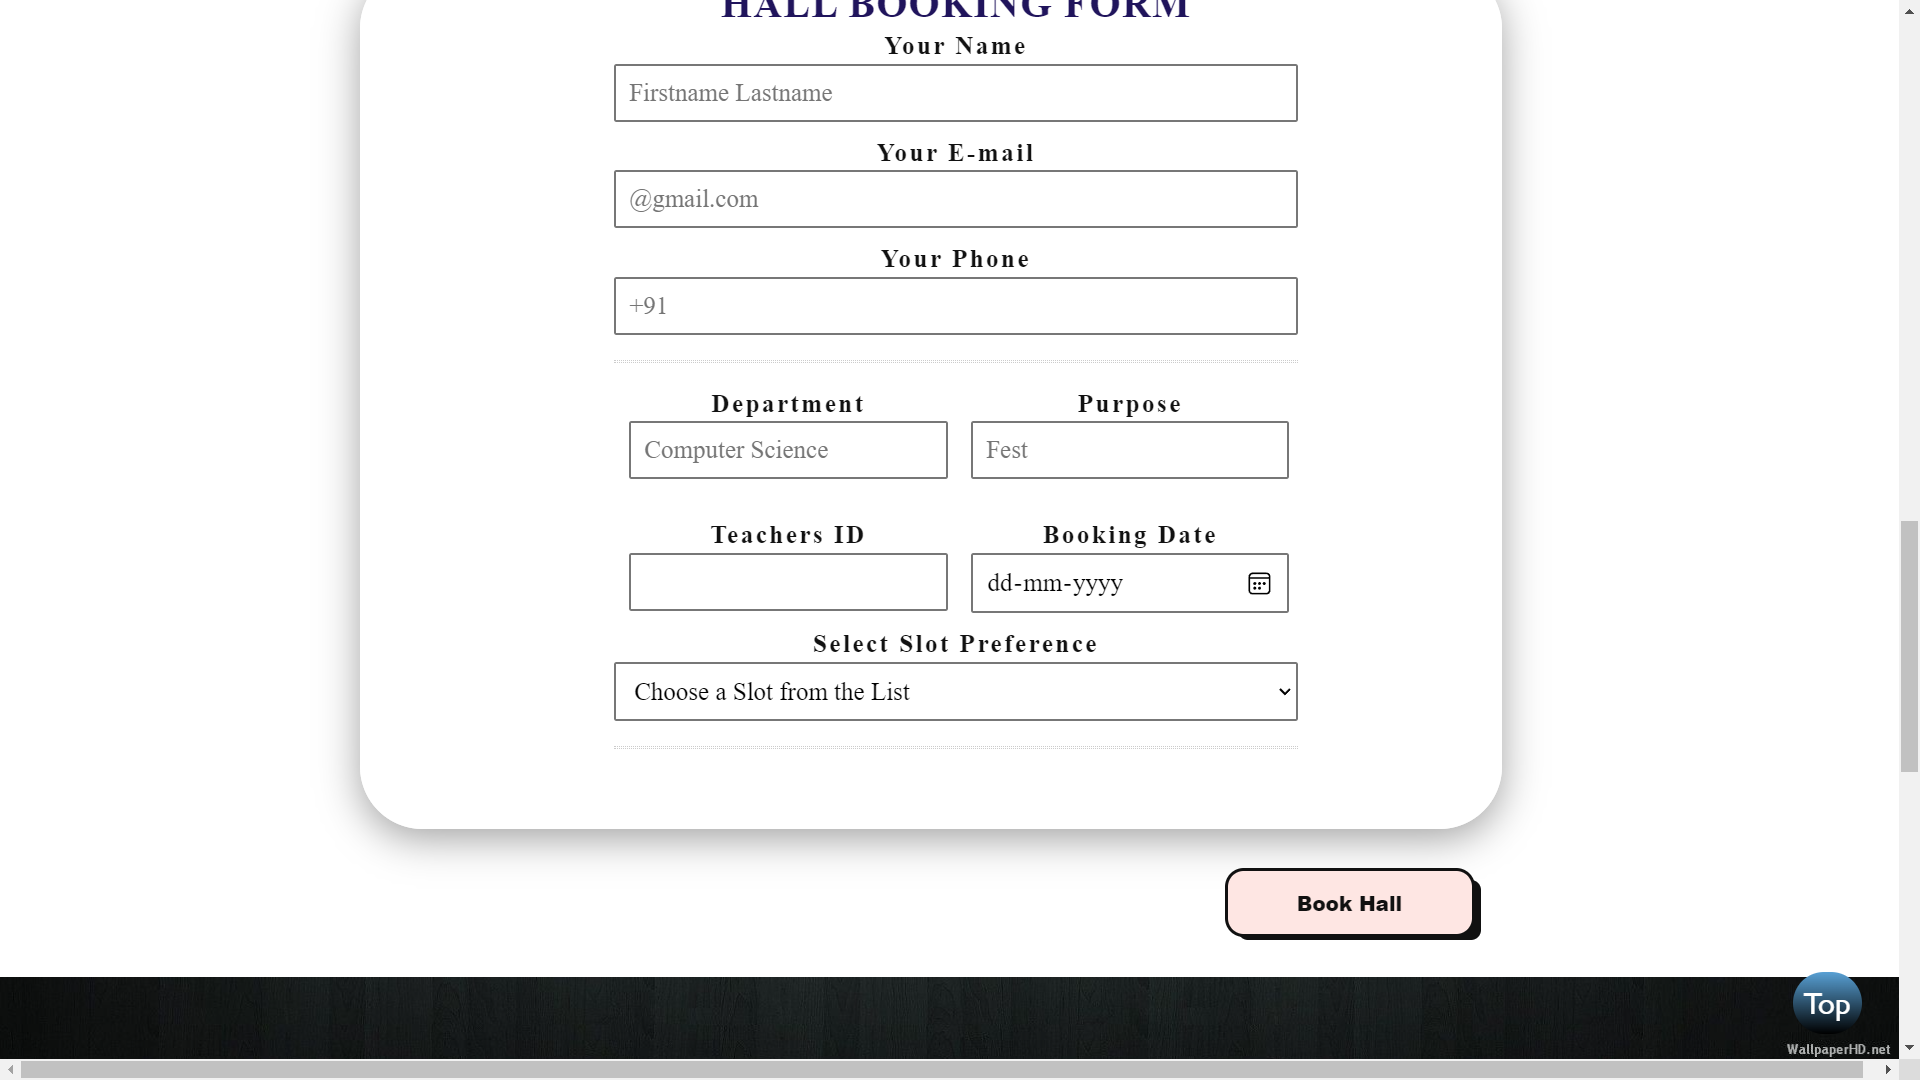 HALL BOOKING FORM
Your Name
Firstname Lastname
Your E-mail
@gmail.com
Your Phone
+91
Department
Purpose
Computer Science
Fest
Teachers ID
Booking Date
dd-mm-yyyy
Select Slot Preference
Choose a Slot from the List
Book Hall
Top
WallpaperHD.net